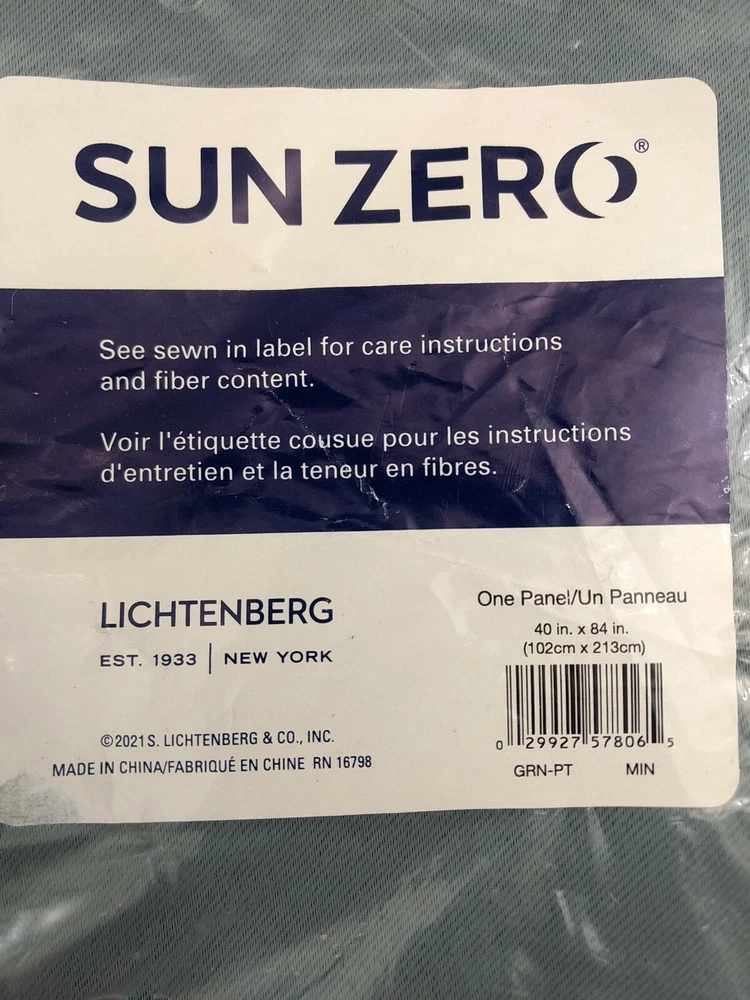 SUN ZERO®
See sewn in label for care instructions
and fiber content.
Voir l'étiquette cousue pour les instructions
d'entretien et la teneur en fibres.
LICHTENBERG
EST. 1933 | NEW YORK
©2021 S. LICHTENBERG & CO., INC.
MADE IN CHINA/FABRIQUÉ EN CHINE RN 16798
One Panel/Un Panneau
40 in. x 84 in.
(102cm x 213cm)
0 29927 57806 5
GRN-PT MIN